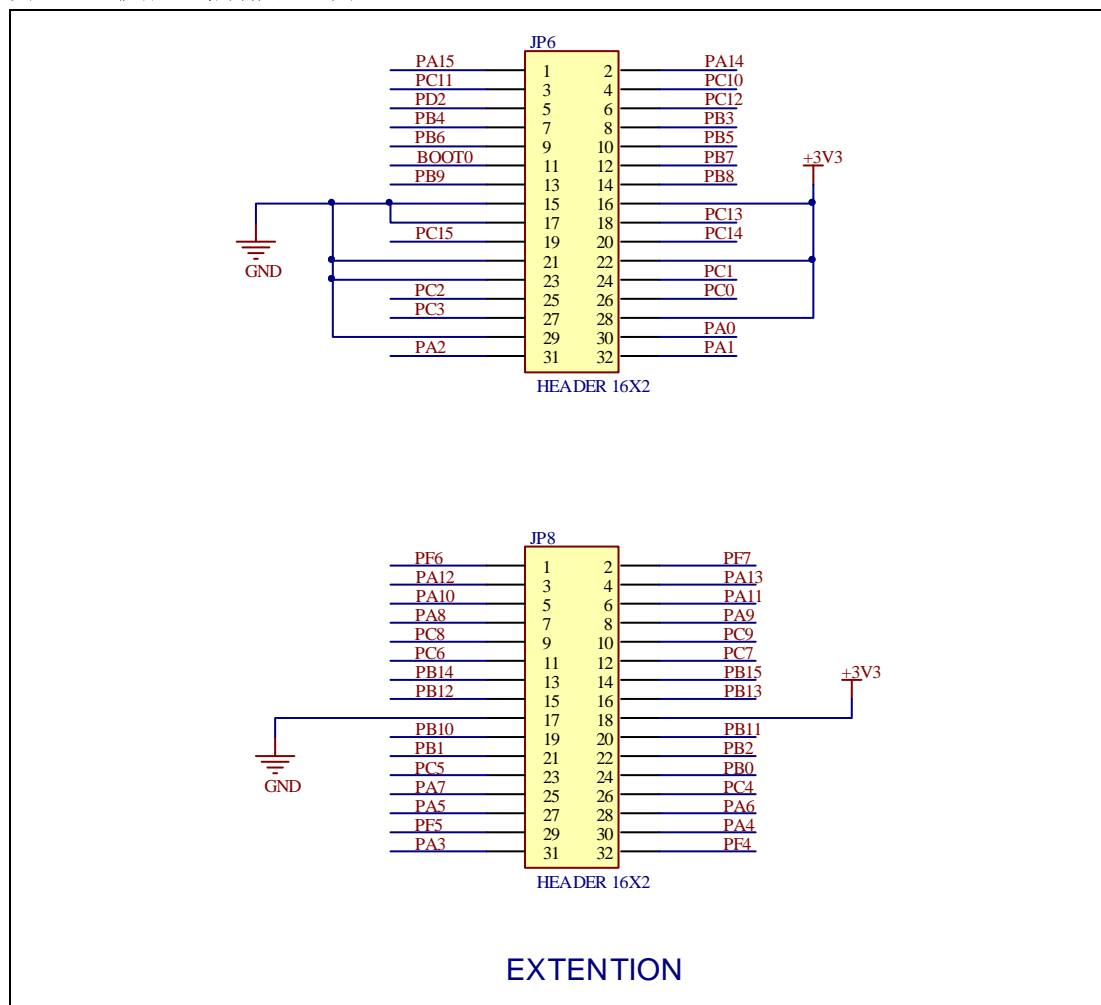 JP6
PA15 1 2 PA14
PC11 3 4 PC10
PD2 5 6 PC12
PB4 7 8 PB3
PB6 9 10 PB5
BOOT0 11 12 PB7 +3V3
PB9 13 14 PB8
15 16
17 18 PC13
PC15 19 20 PC14
GND 21 22
23 24 PC1
PC2 25 26 PC0
PC3 27 28
29 30 PA0
PA2 31 32 PA1
HEADER 16X2
JP8
PF6 1 2 PF7
PA12 3 4 PA13
PA10 5 6 PA11
PA8 7 8 PA9
PC8 9 10 PC9
PC6 11 12 PC7
PB14 13 14 PB15 +3V3
PB12 15 16 PB13
17 18
PB10 19 20 PB11
PB1 21 22 PB2
GND PC5 23 24 PB0
PA7 25 26 PC4
PA5 27 28 PA6
PF5 29 30 PA4
PA3 31 32 PF4
HEADER 16X2
EXTENTION